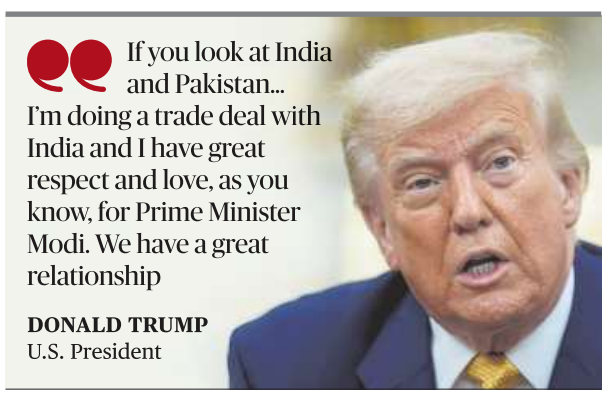 If you look at India
and Pakistan...
I'm doing a trade deal with
India and I have great
respect and love, as you
know, for Prime Minister
Modi. We have a great
relationship
DONALD TRUMP
U.S. President